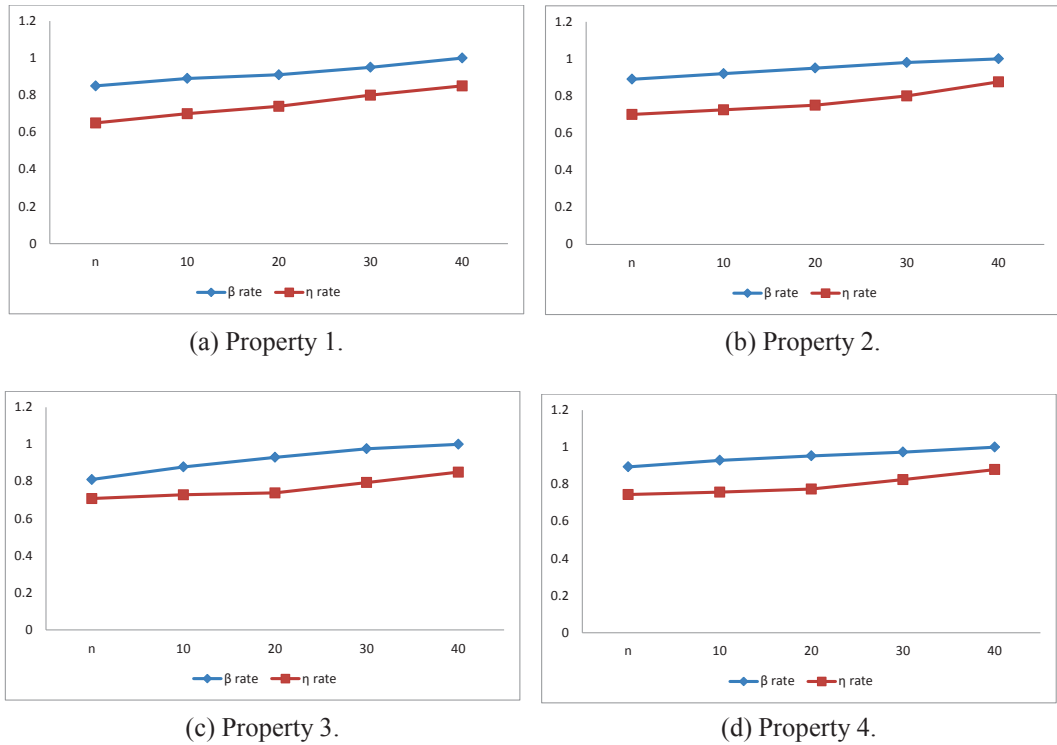 1.2
1
0.8
0.6
0.4
0.2
0
n 10 20 30 40
β rate η rate
(a) Property 1.
1.2
1
0.8
0.6
0.4
0.2
0
n 10 20 30 40
β rate η rate
(b) Property 2.
1.2
1
0.8
0.6
0.4
0.2
0
n 10 20 30 40
β rate η rate
(c) Property 3.
1.2
1
0.8
0.6
0.4
0.2
0
n 10 20 30 40
β rate η rate
(d) Property 4.